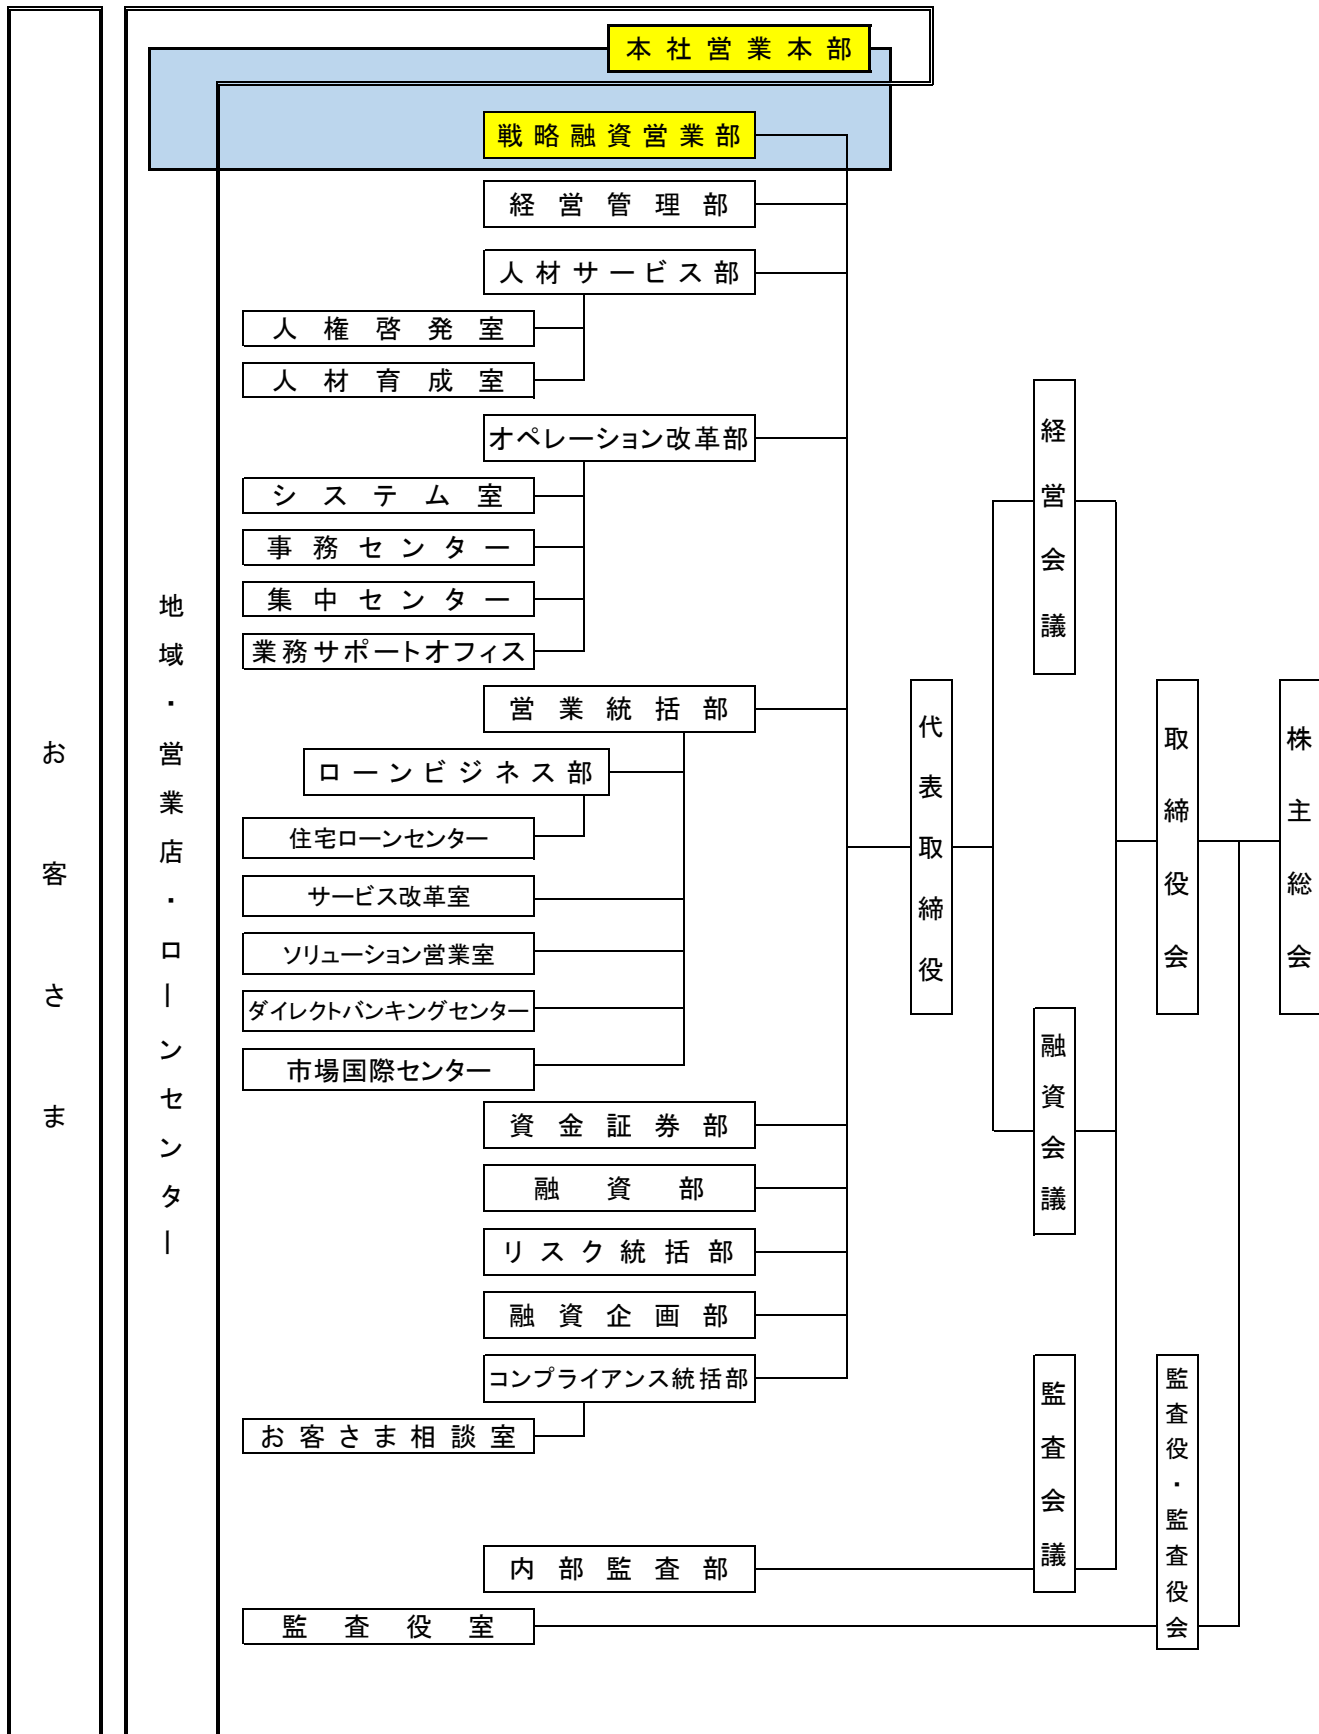 本社営業本部
戦略融資営業部
経営管理部
人材サービス部
人権啓発室
人材育成室
オペレーション改革部
システム室
事務センター
集中センター
業務サポートオフィス
営業統括部
ローンビジネス部
住宅ローンセンター
サービス改革室
ソリューション営業室
ダイレクトバンキングセンター
市場国際センター
資金証券部
融資部
リスク統括部
融資企画部
コンプライアンス統括部
お客さま相談室
内部監査部
監査役室
お客さま
地域・営業店・ローンセンター
代表取締役
経営会議
融資会議
監査会議
取締役会
監査役・監査役会
株主総会